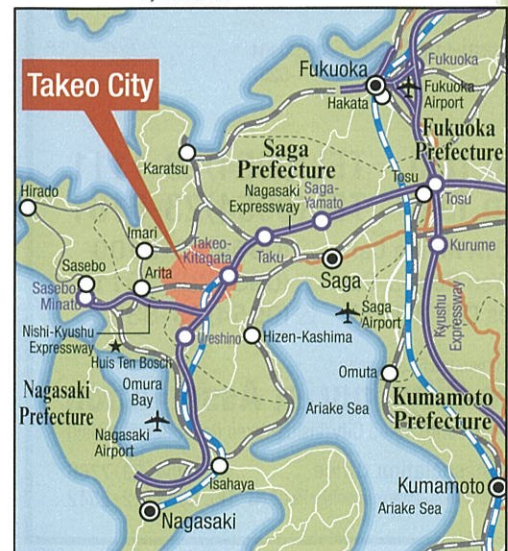 Takeo City
Fukuoka
Fukuoka
Hakata
Fukuoka
Airport
Fukuoka
Prefecture
Karatsu
Saga
Prefecture
Nagasaki
Expressway
Saga-
Yamato
Tosu
Tosu
Hirado
Imari
Takeo-
Kitagata
Taku
Kurume
Sasebo
Arita
Saga
Sasebo
Minato
Nishi-Kyushu
Expressway
Ureshino
Hizen-Kashima
Saga
Airport
Kyushu
Expressway
Huis Ten Bosch
Omura
Bay
Omuta
Nagasaki
Prefecture
Ariake Sea
Kumamoto
Prefecture
Nagasaki
Airport
Isahaya
Kumamoto
Ariake Sea
Nagasaki